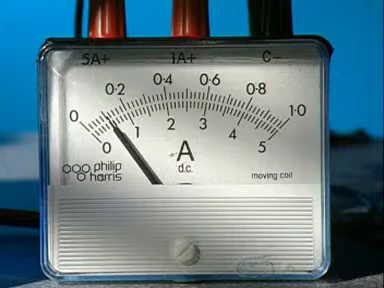 5A+ 1A+ C-
0 0·2 0·4 0·6 0·8 1·0
0 1 2 3 4 5
A
d.c.
philip
harris
moving coil